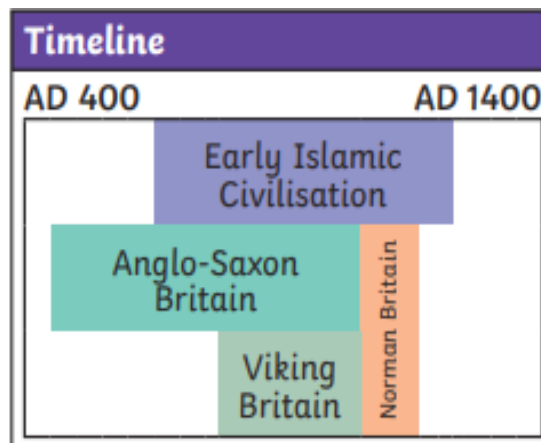 Timeline
AD 400 AD 1400
Early Islamic
Civilisation
Anglo-Saxon
Britain
Norman Britain
Viking
Britain